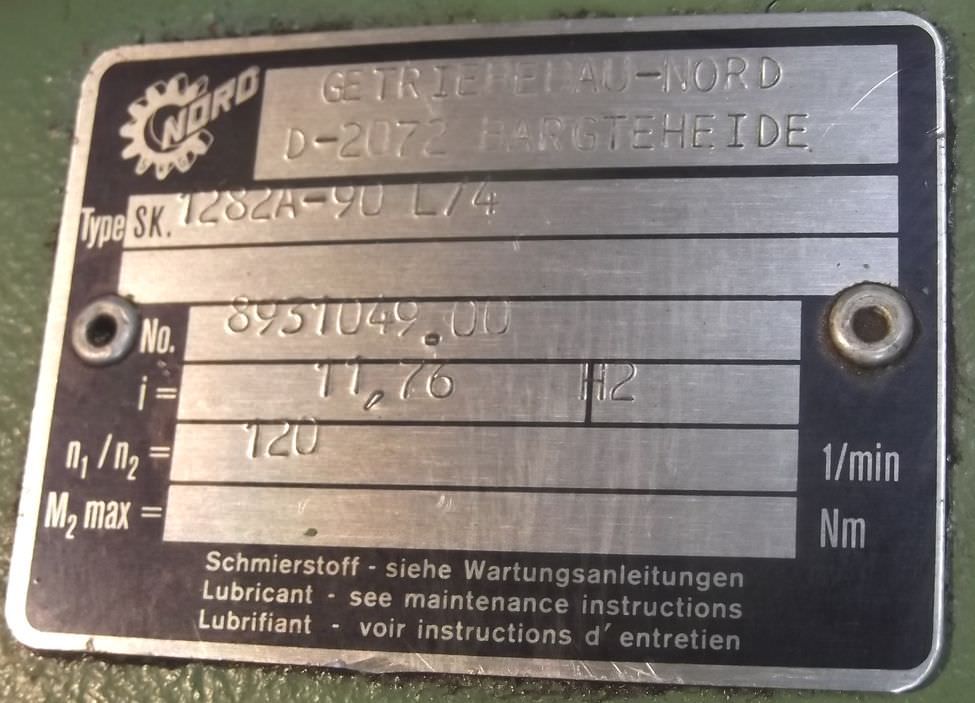 NORD
GETRIEBEBAU-NORD
D-2072 BARGTEHEIDE
Type SK. 1282A-90 L/4
No. 8931049.00
i = 11,76 H2
n₁/n₂ = 120 1/min
M₂ max = Nm
Schmierstoff - siehe Wartungsanleitungen
Lubricant - see maintenance instructions
Lubrifiant - voir instructions d' entretien